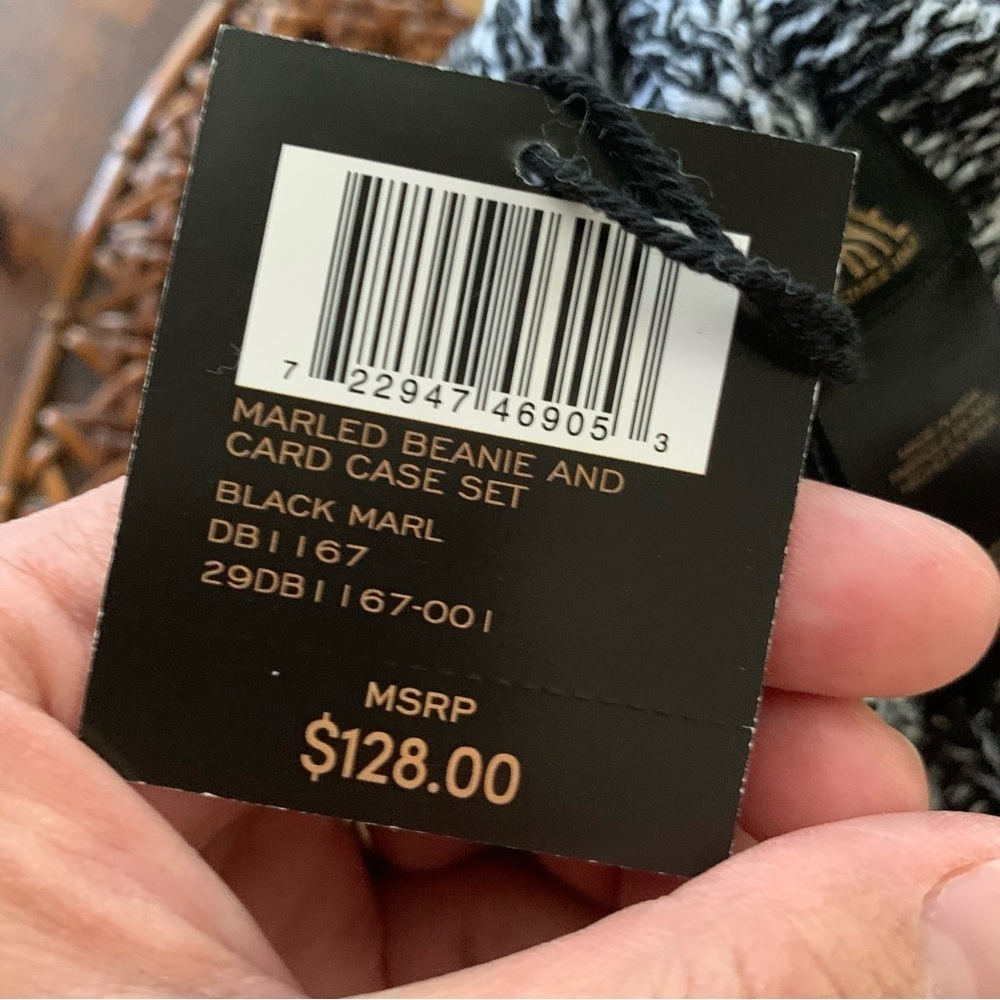 7 22947 46905 3
MARLED BEANIE AND
CARD CASE SET
BLACK MARL
DB1167
29DB1167-001
MSRP
$128.00